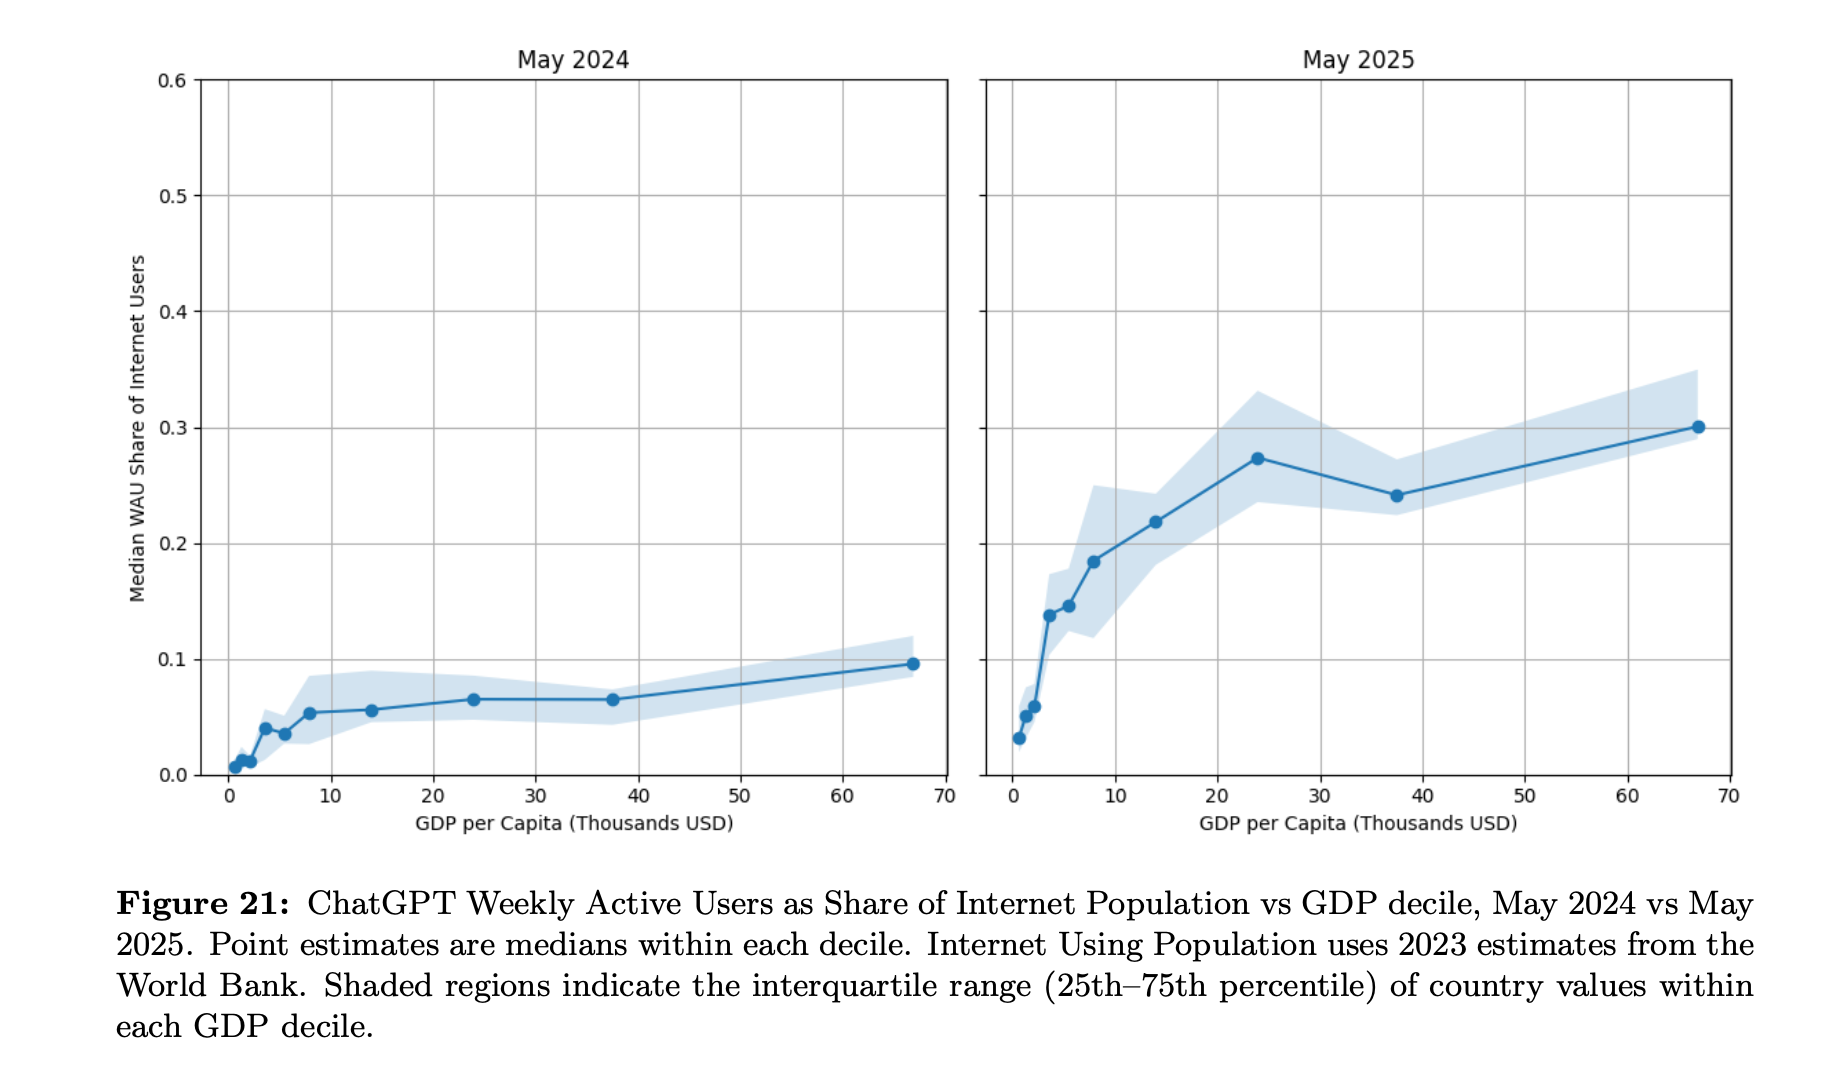 May 2024
May 2025
0.6
0.5
0.4
0.3
0.2
0.1
0.0
Median WAU Share of Internet Users
0 10 20 30 40 50 60 70
0 10 20 30 40 50 60 70
GDP per Capita (Thousands USD)
GDP per Capita (Thousands USD)
Figure 21: ChatGPT Weekly Active Users as Share of Internet Population vs GDP decile, May 2024 vs May
2025. Point estimates are medians within each decile. Internet Using Population uses 2023 estimates from the
World Bank. Shaded regions indicate the interquartile range (25th–75th percentile) of country values within
each GDP decile.